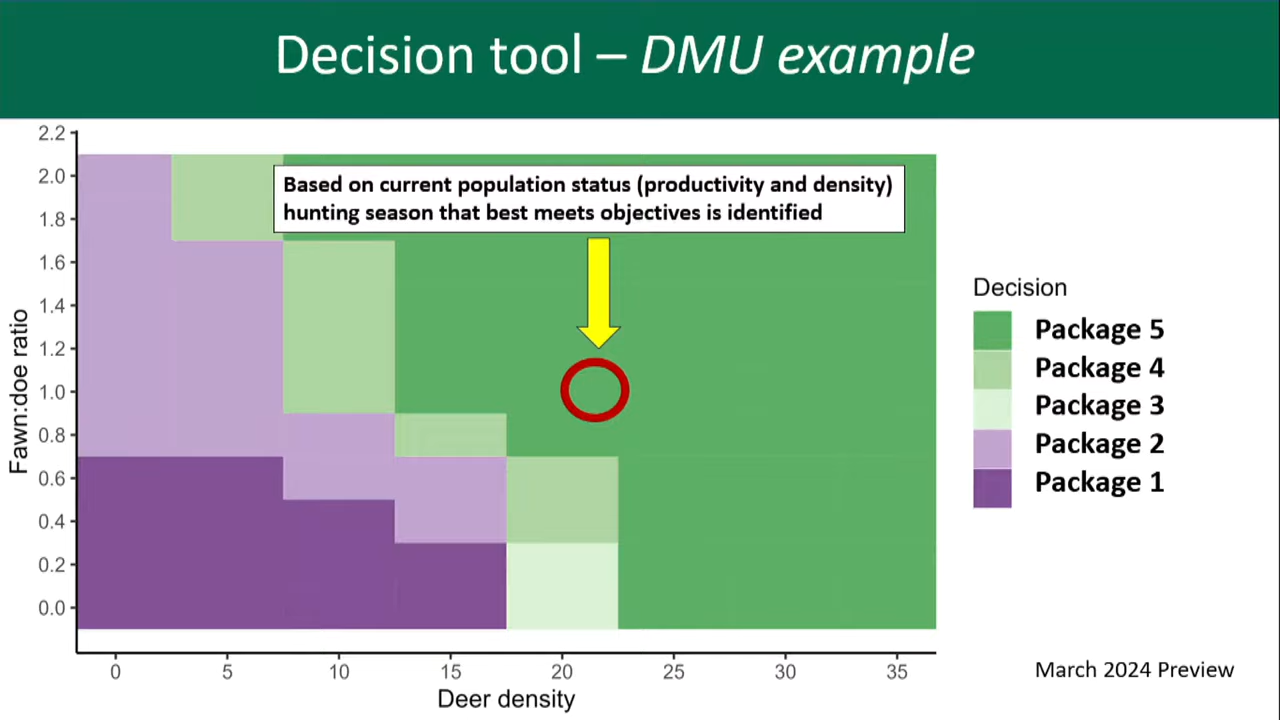 Decision tool – DMU example
2.2
2.0
1.8
1.6
1.4
1.2
1.0
0.8
0.6
0.4
0.2
0.0
Fawn:doe ratio
Based on current population status (productivity and density)
hunting season that best meets objectives is identified
0 5 10 15 20 25 30 35
Deer density
Decision
Package 5
Package 4
Package 3
Package 2
Package 1
March 2024 Preview